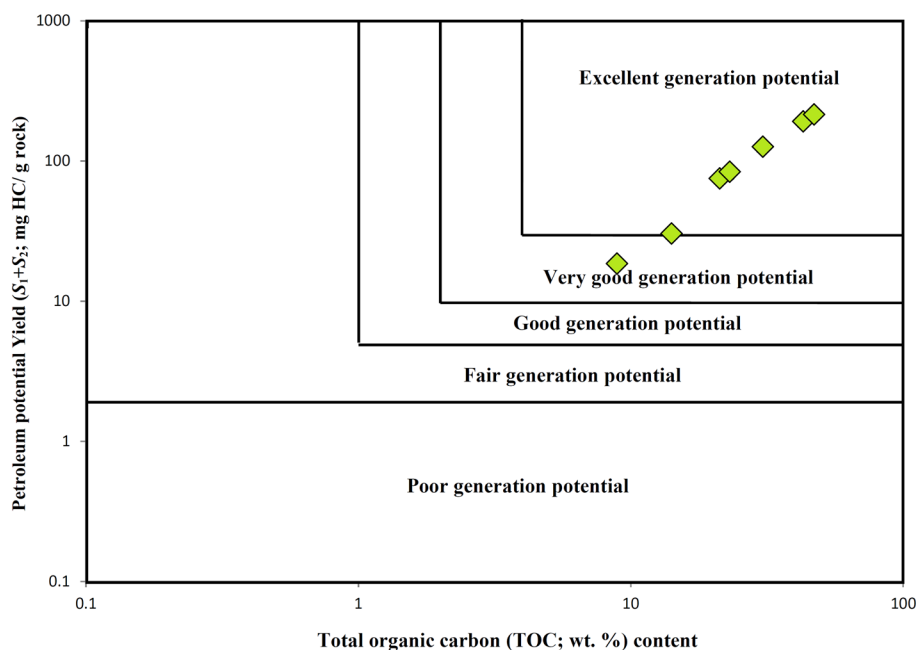 1000
Excellent generation potential
100
Very good generation potential
10
Good generation potential
Fair generation potential
1
Poor generation potential
0.1
0.1 1 10 100
Total organic carbon (TOC; wt. %) content
Petroleum potential Yield (S₁+S₂; mg HC/ g rock)